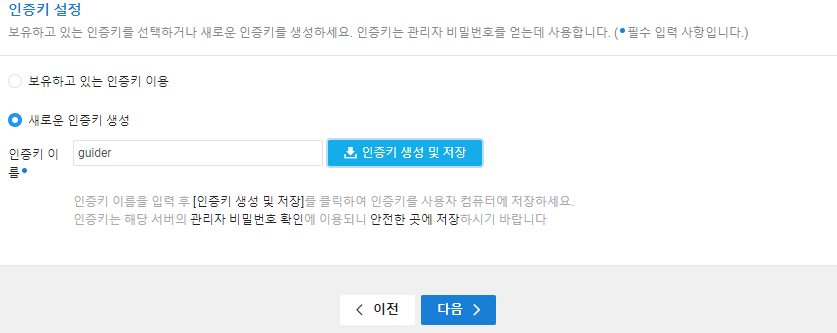 인증키 설정
보유하고 있는 인증키를 선택하거나 새로운 인증키를 생성하세요. 인증키는 관리자 비밀번호를 얻는데 사용합니다. (•필수 입력 사항입니다.)
보유하고 있는 인증키 이용
새로운 인증키 생성
인증키 이
름•
guider
인증키 생성 및 저장
인증키 이름을 입력 후 [인증키 생성 및 저장]를 클릭하여 인증키를 사용자 컴퓨터에 저장하세요.
인증키는 해당 서버의 관리자 비밀번호 확인에 이용되니 안전한 곳에 저장하시기 바랍니다
이전
다음